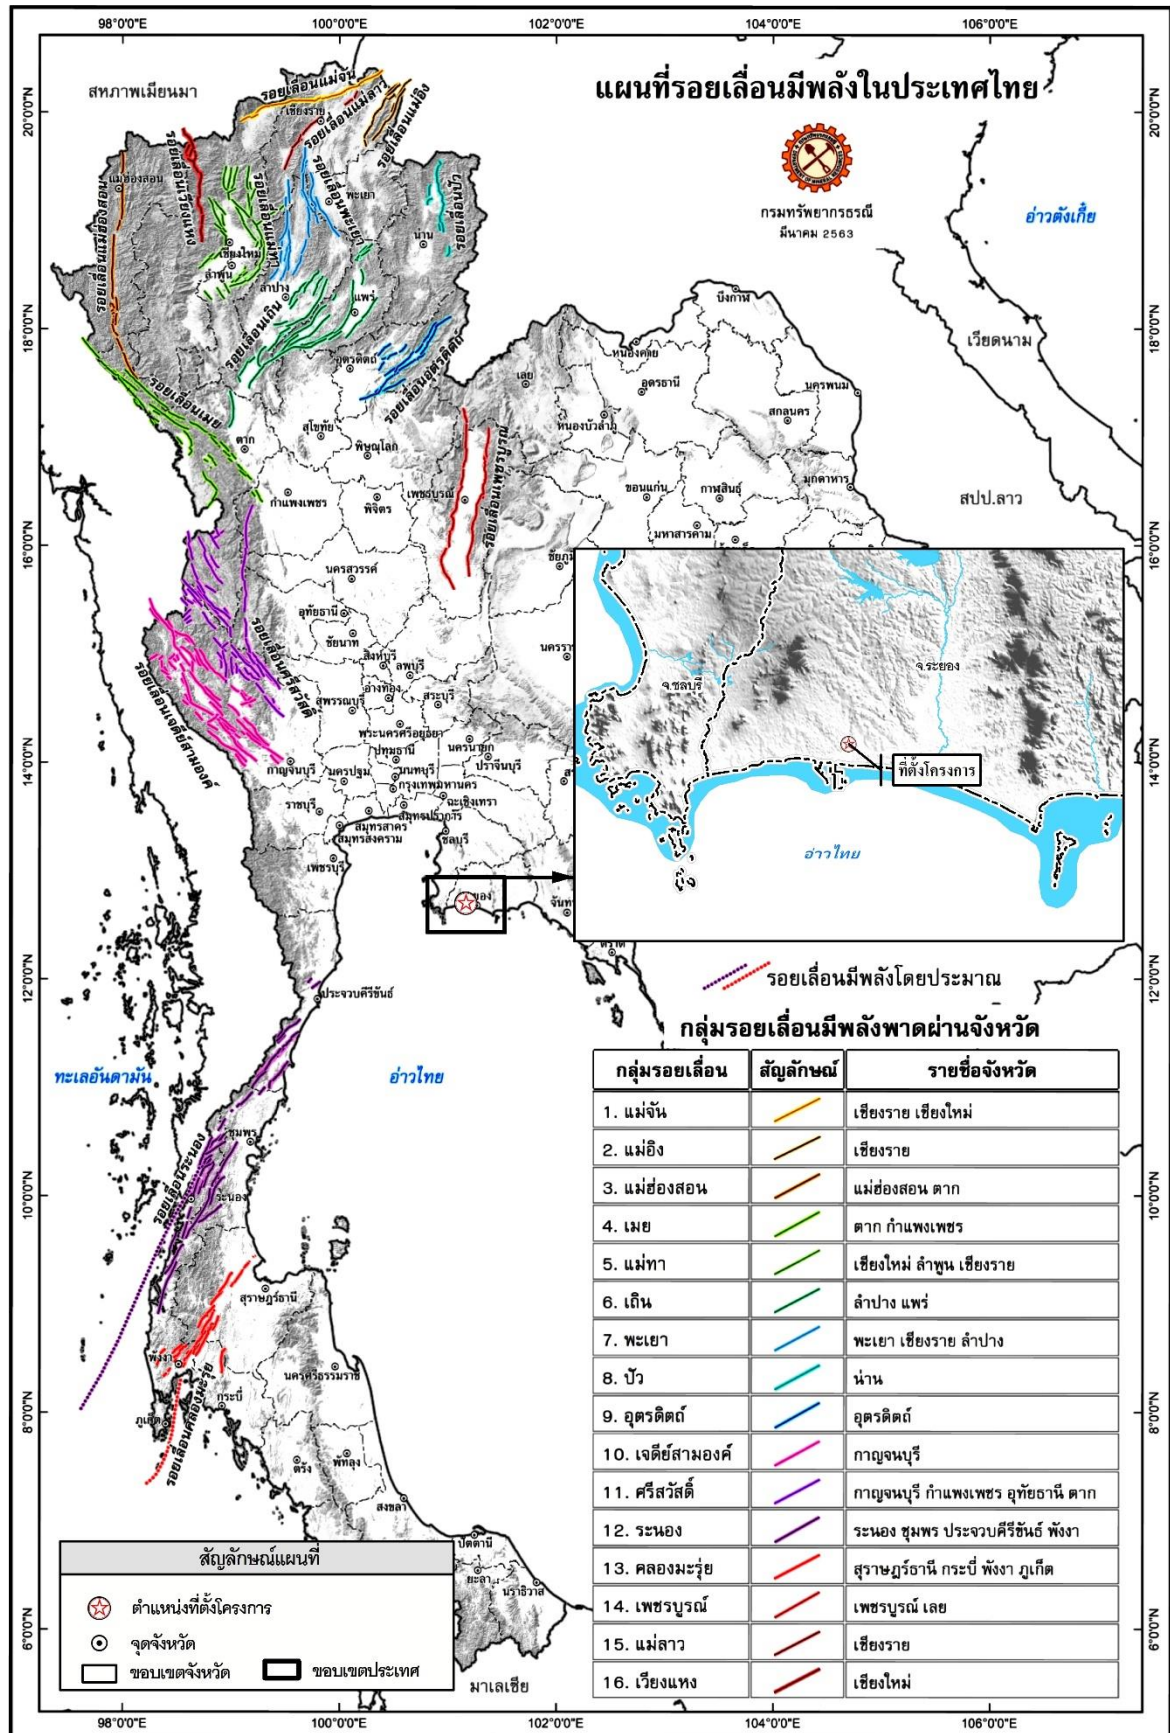 98°0'0"E 100°0'0"E 102°0'0"E 104°0'0"E 106°0'0"E
แผนที่รอยเลื่อนมีพลังในประเทศไทย
กรมทรัพยากรธรณี
มีนาคม 2563
สหภาพเมียนมา
อ่าวตังเกี๋ย
เวียดนาม
สปป.ลาว
20°0'0"N 20°0'0"N
18°0'0"N 18°0'0"N
16°0'0"N 16°0'0"N
14°0'0"N 14°0'0"N
12°0'0"N 12°0'0"N
10°0'0"N 10°0'0"N
8°0'0"N 8°0'0"N
6°0'0"N 6°0'0"N
รอยเลื่อนแม่จัน
เชียงราย
รอยเลื่อนแม่ลาว
รอยเลื่อนแม่อิง
รอยเลื่อนเวียงแหง
แม่ฮ่องสอน
รอยเลื่อนแม่ฮ่องสอน
รอยเลื่อนแม่ทา
รอยเลื่อนพะเยา
พะเยา
รอยเลื่อนปัว
น่าน
เชียงใหม่
ลำพูน
ลำปาง
แพร่
รอยเลื่อนเถิน
อุตรดิตถ์
รอยเลื่อนอุตรดิตถ์
รอยเลื่อนเมย
บึงกาฬ
หนองคาย
เลย
อุดรธานี
นครพนม
สกลนคร
หนองบัวลำภู
ตาก
สุโขทัย
พิษณุโลก
เพชรบูรณ์
รอยเลื่อนเพชรบูรณ์
ขอนแก่น
กาฬสินธุ์
มุกดาหาร
กำแพงเพชร
พิจิตร
มหาสารคาม
นครสวรรค์
อุทัยธานี
ชัยนาท
สิงห์บุรี
ลพบุรี
รอยเลื่อนศรีสวัสดิ์
รอยเลื่อนเจดีย์สามองค์
อ่างทอง
สุพรรณบุรี
สระบุรี
พระนครศรีอยุธยา
นครนายก
ปทุมธานี
ปราจีนบุรี
กาญจนบุรี
นครปฐม
นนทบุรี
กรุงเทพมหานคร
ฉะเชิงเทรา
ราชบุรี
สมุทรปราการ
สมุทรสาคร
สมุทรสงคราม
ชลบุรี
เพชรบุรี
จ.ชลบุรี
จ.ระยอง
ที่ตั้งโครงการ
อ่าวไทย
ตราด
รอยเลื่อนมีพลังโดยประมาณ
ประจวบคีรีขันธ์
ทะเลอันดามัน
อ่าวไทย
ชุมพร
รอยเลื่อนระนอง
ระนอง
สุราษฎร์ธานี
พังงา
นครศรีธรรมราช
กระบี่
ภูเก็ต
รอยเลื่อนคลองมะรุ่ย
ตรัง
พัทลุง
สงขลา
ปัตตานี
ยะลา
นราธิวาส
มาเลเซีย
กลุ่มรอยเลื่อนมีพลังพาดผ่านจังหวัด
กลุ่มรอยเลื่อน สัญลักษณ์ รายชื่อจังหวัด
1. แม่จัน เชียงราย เชียงใหม่
2. แม่อิง เชียงราย
3. แม่ฮ่องสอน แม่ฮ่องสอน ตาก
4. เมย ตาก กำแพงเพชร
5. แม่ทา เชียงใหม่ ลำพูน เชียงราย
6. เถิน ลำปาง แพร่
7. พะเยา พะเยา เชียงราย ลำปาง
8. ปัว น่าน
9. อุตรดิตถ์ อุตรดิตถ์
10. เจดีย์สามองค์ กาญจนบุรี
11. ศรีสวัสดิ์ กาญจนบุรี กำแพงเพชร อุทัยธานี ตาก
12. ระนอง ระนอง ชุมพร ประจวบคีรีขันธ์ พังงา
13. คลองมะรุ่ย สุราษฎร์ธานี กระบี่ พังงา ภูเก็ต
14. เพชรบูรณ์ เพชรบูรณ์ เลย
15. แม่ลาว เชียงราย
16. เวียงแหง เชียงใหม่
สัญลักษณ์แผนที่
ตำแหน่งที่ตั้งโครงการ
จุดจังหวัด
ขอบเขตจังหวัด ขอบเขตประเทศ
98°0'0"E 100°0'0"E 102°0'0"E 104°0'0"E 106°0'0"E